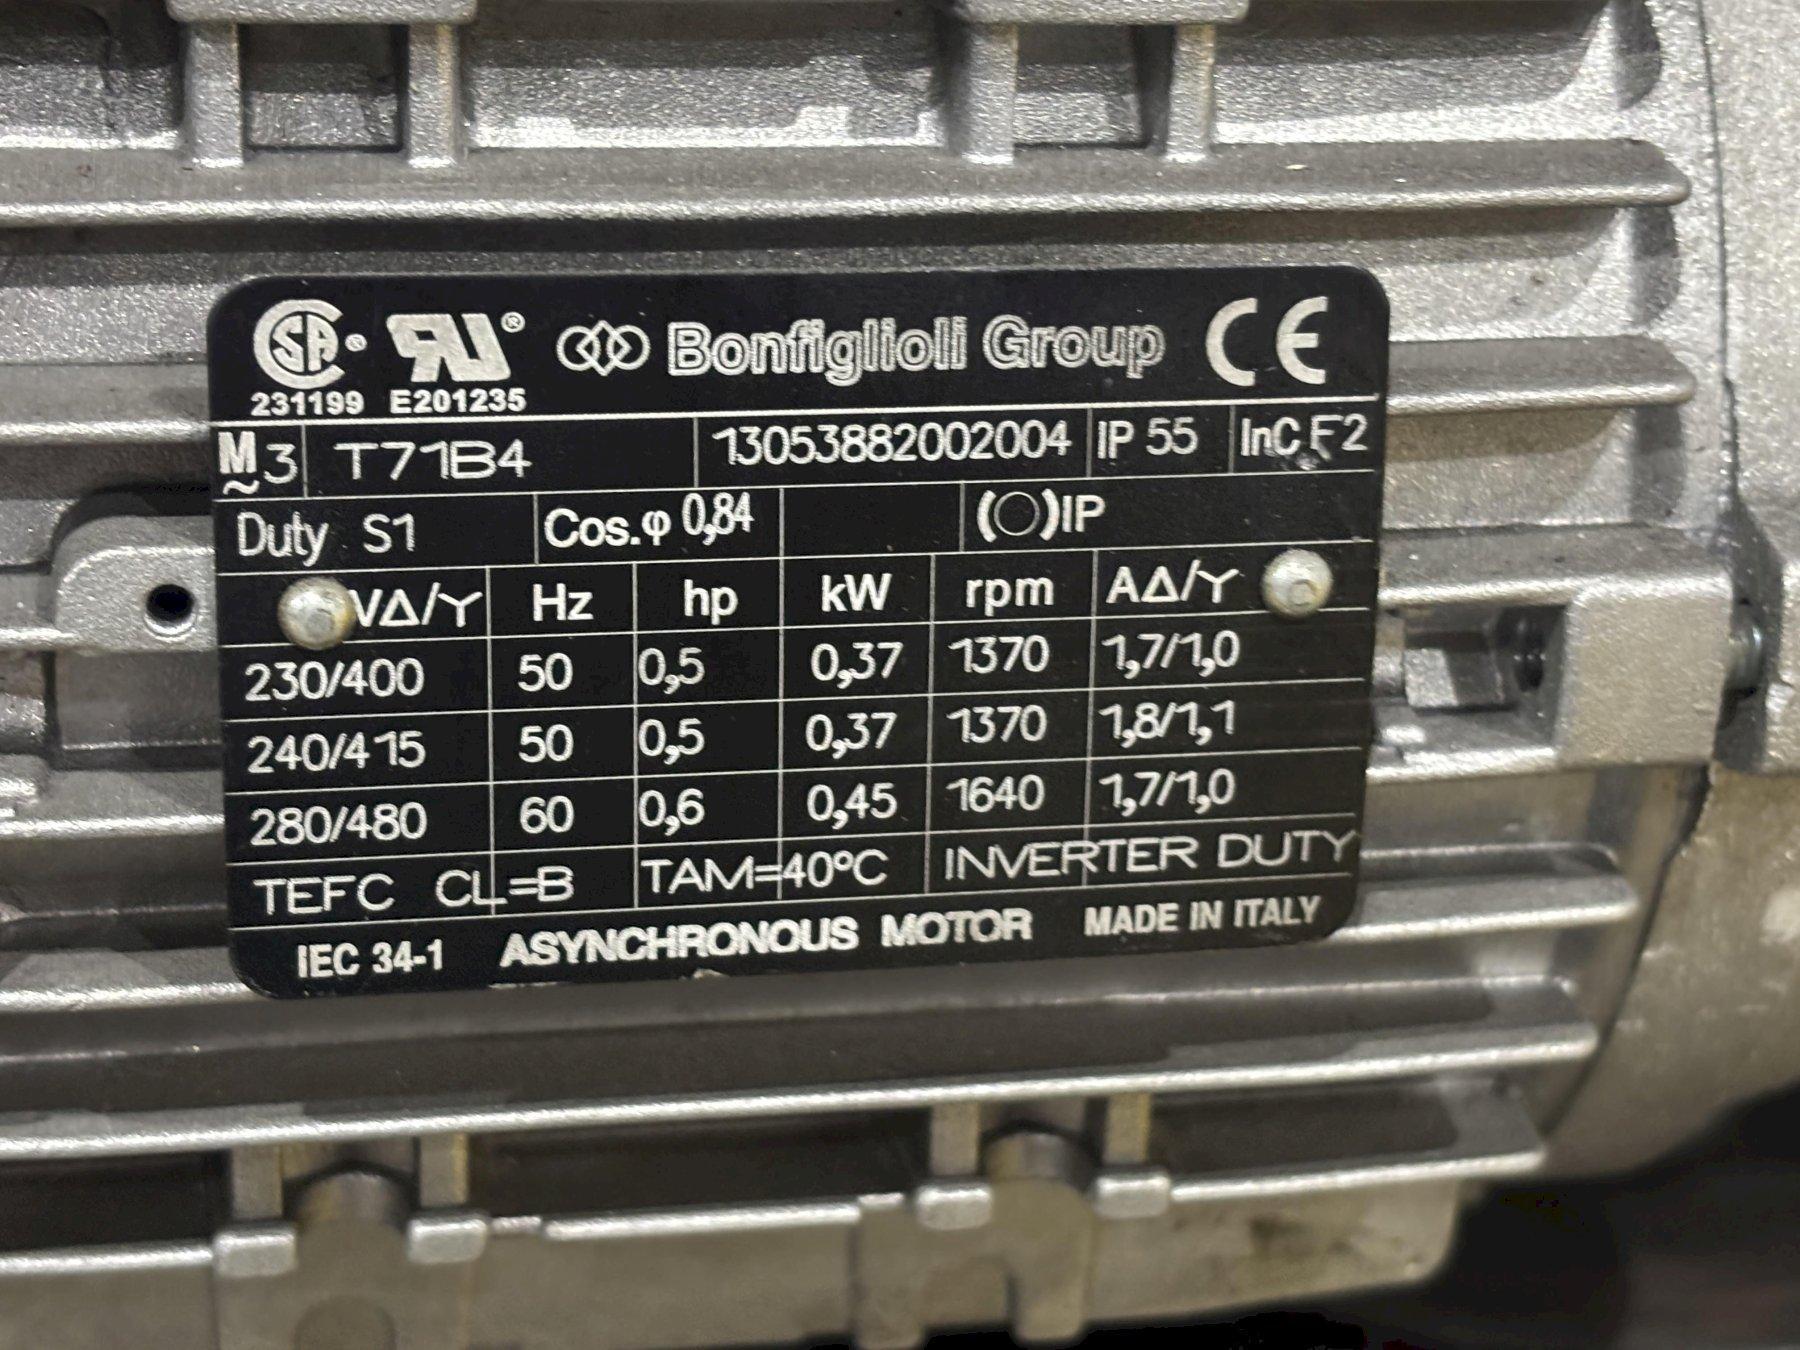 CSA® RU® Bonfiglioli Group CE
231199 E201235
M~3 T71B4 13053882002004 IP 55 InC F2
Duty S1 Cos.φ 0,84 IP
VΔ/Y Hz hp kW rpm AΔ/Y
230/400 50 0,5 0,37 1370 1,7/1,0
240/415 50 0,5 0,37 1370 1,8/1,1
280/480 60 0,6 0,45 1640 1,7/1,0
TEFC CL=B TAM=40°C INVERTER DUTY
IEC 34-1 ASYNCHRONOUS MOTOR MADE IN ITALY